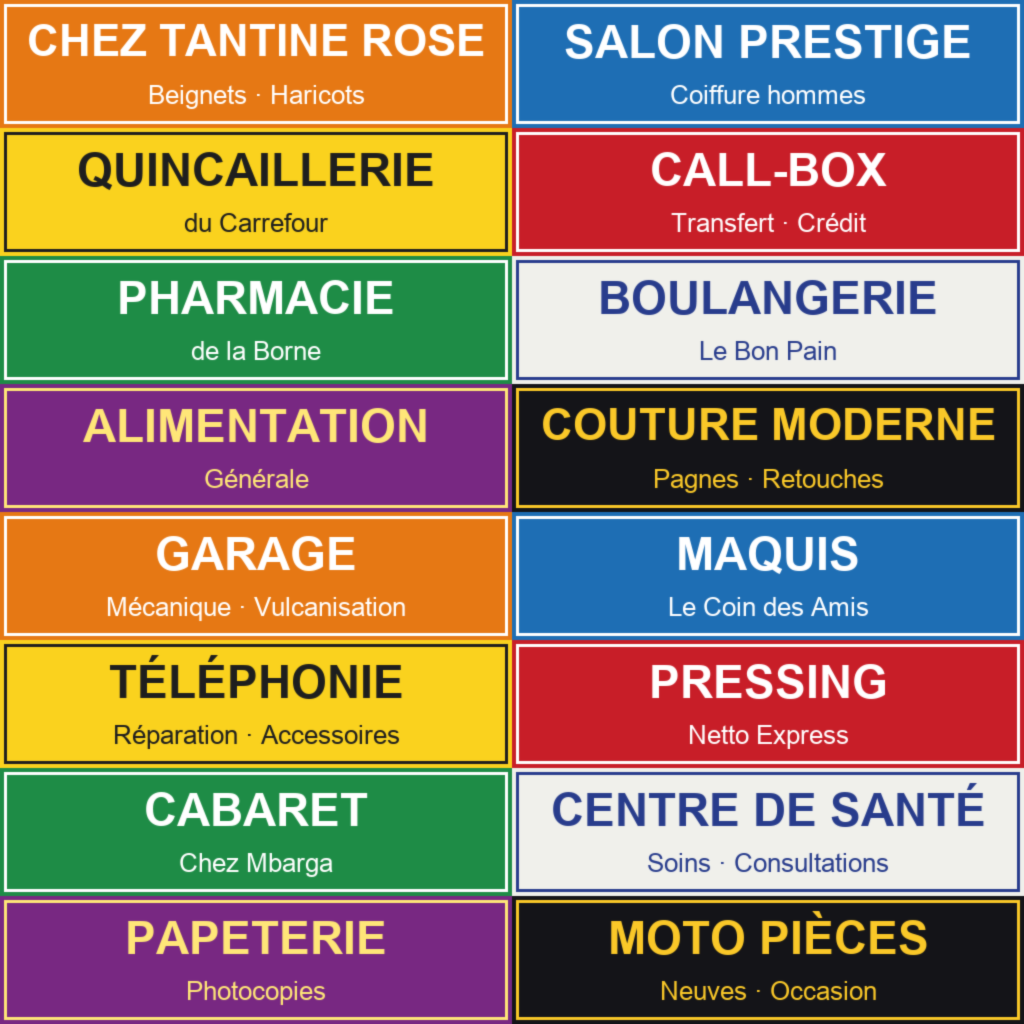 CHEZ TANTINE ROSE
Beignets · Haricots
SALON PRESTIGE
Coiffure hommes
QUINCAILLERIE
du Carrefour
CALL-BOX
Transfert · Crédit
PHARMACIE
de la Borne
BOULANGERIE
Le Bon Pain
ALIMENTATION
Générale
COUTURE MODERNE
Pagnes · Retouches
GARAGE
Mécanique · Vulcanisation
MAQUIS
Le Coin des Amis
TÉLÉPHONIE
Réparation · Accessoires
PRESSING
Netto Express
CABARET
Chez Mbarga
CENTRE DE SANTÉ
Soins · Consultations
PAPETERIE
Photocopies
MOTO PIÈCES
Neuves · Occasion